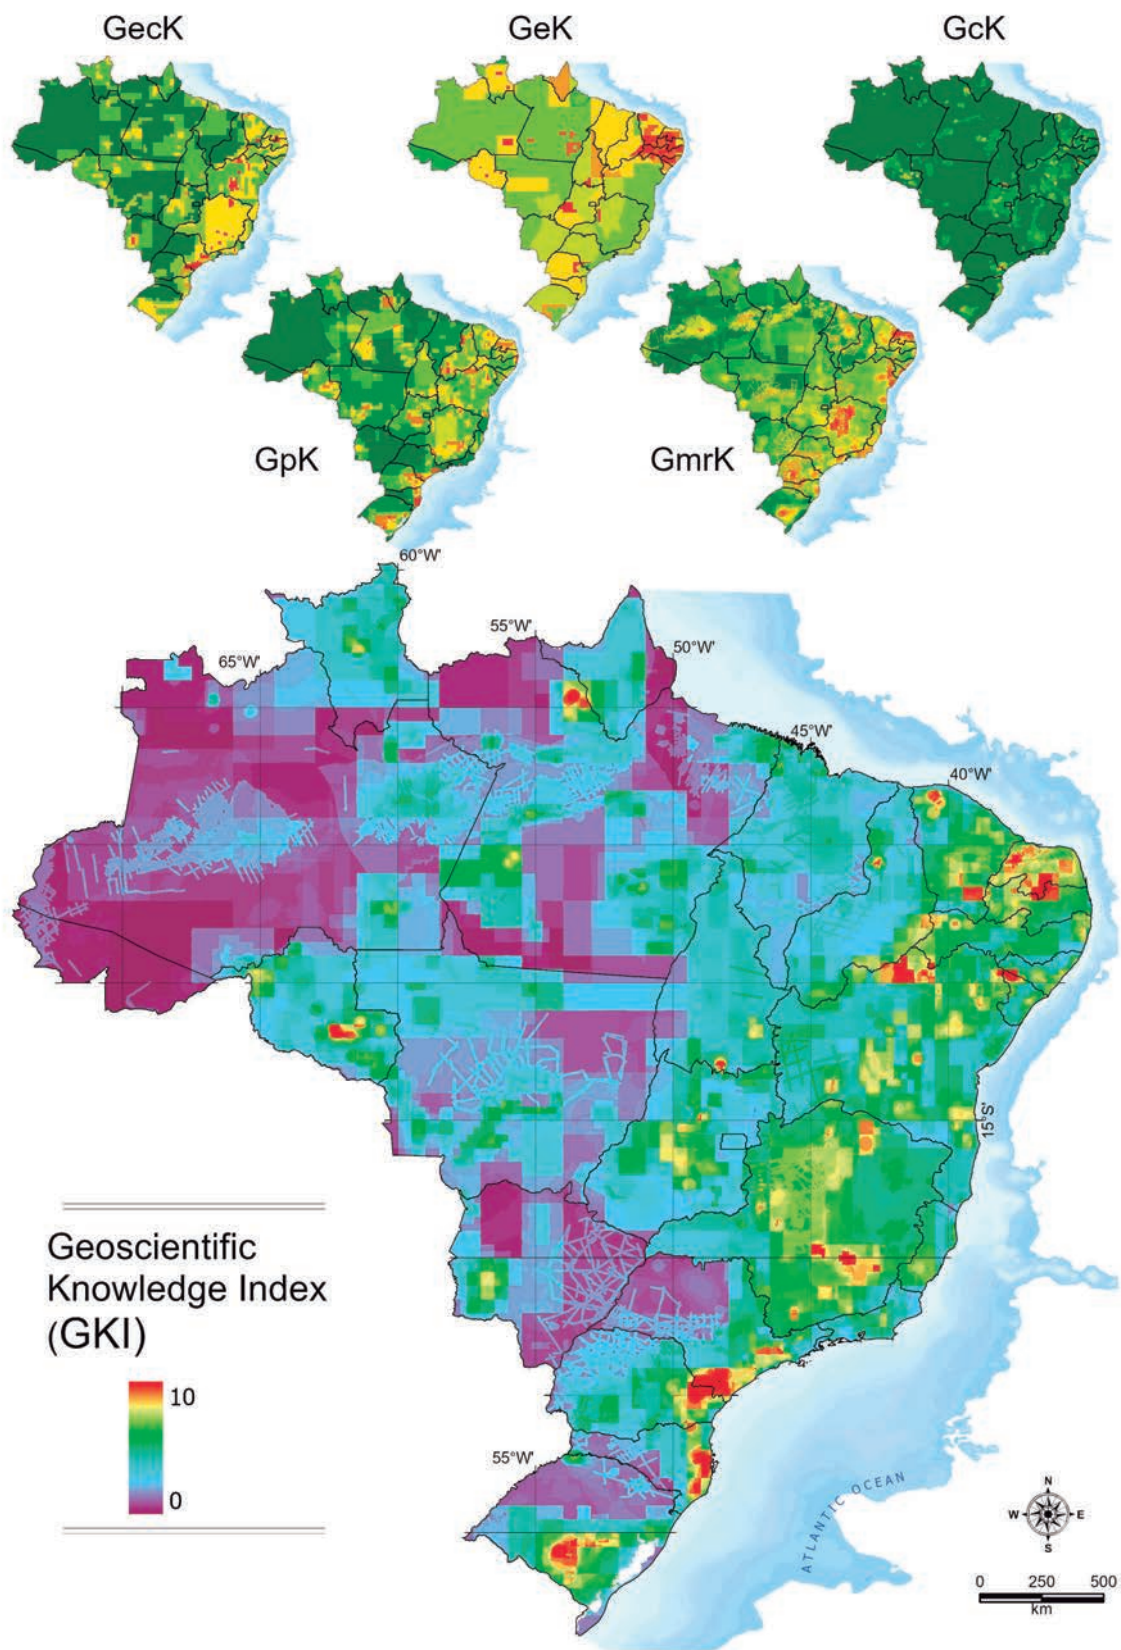 GecK
GeK
GcK
GpK
GmrK
60°W'
55°W'
50°W'
65°W'
45°W'
40°W'
15°S'
Geoscientific
Knowledge Index
(GKI)
10
0
55°W'
ATLANTIC OCEAN
N
W
E
S
0 250 500
km